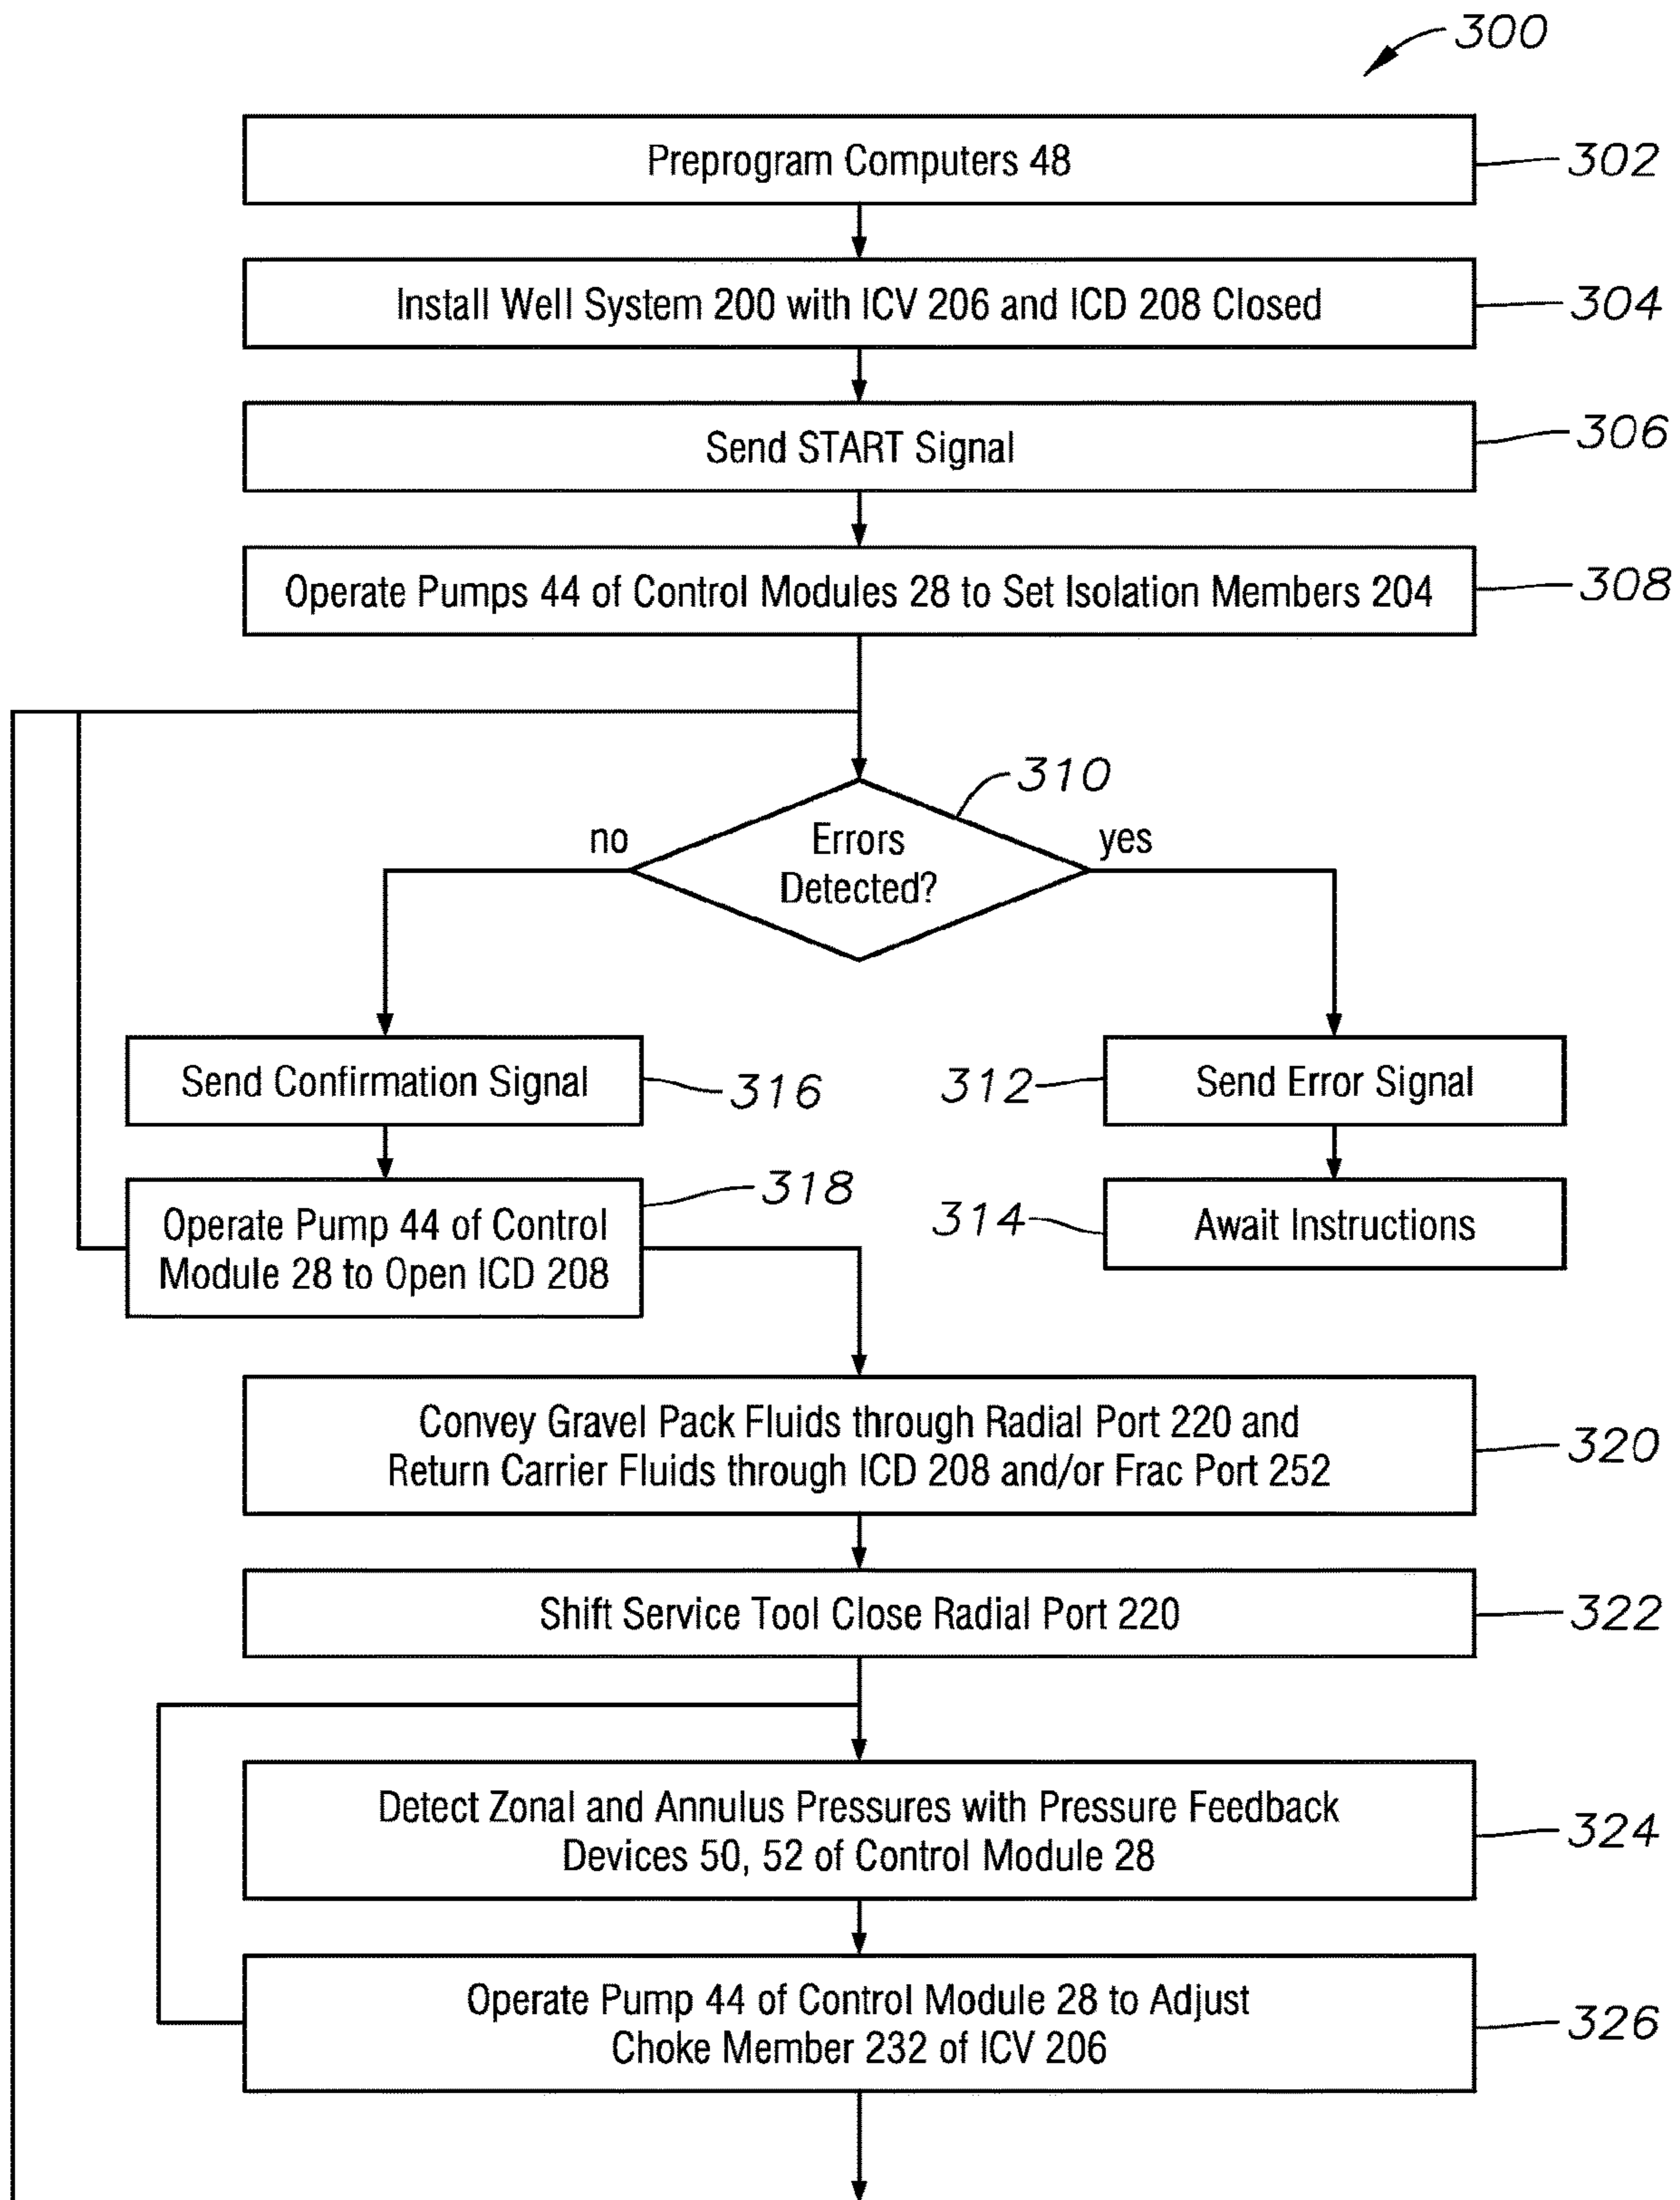 300
Preprogram Computers 48
302
Install Well System 200 with ICV 206 and ICD 208 Closed
304
Send START Signal
306
Operate Pumps 44 of Control Modules 28 to Set Isolation Members 204
308
310
no
Errors
Detected?
yes
Send Confirmation Signal
316
312
Send Error Signal
Operate Pump 44 of Control
Module 28 to Open ICD 208
318
314
Await Instructions
Convey Gravel Pack Fluids through Radial Port 220 and
Return Carrier Fluids through ICD 208 and/or Frac Port 252
320
Shift Service Tool Close Radial Port 220
322
Detect Zonal and Annulus Pressures with Pressure Feedback
Devices 50, 52 of Control Module 28
324
Operate Pump 44 of Control Module 28 to Adjust
Choke Member 232 of ICV 206
326